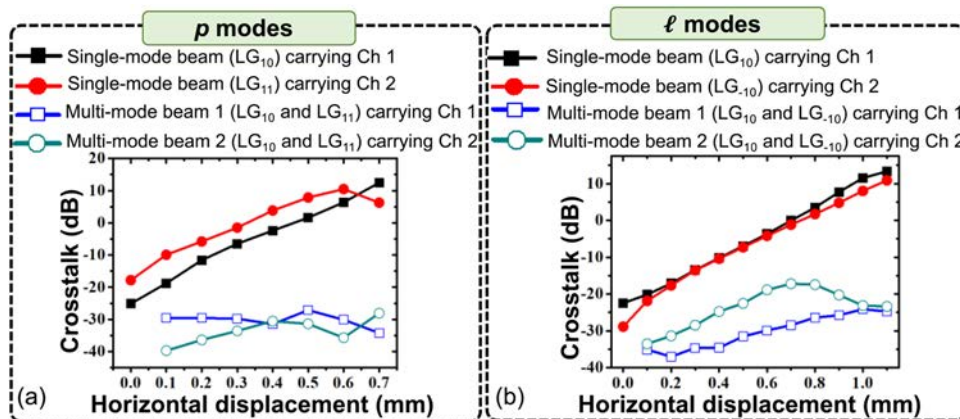 p modes
Single-mode beam (LG₁₀) carrying Ch 1
Single-mode beam (LG₁₁) carrying Ch 2
Multi-mode beam 1 (LG₁₀ and LG₁₁) carrying Ch 1
Multi-mode beam 2 (LG₁₀ and LG₁₁) carrying Ch 2
20
10
0
-10
-20
-30
-40
Crosstalk (dB)
0.0 0.1 0.2 0.3 0.4 0.5 0.6 0.7
Horizontal displacement (mm)
(a)
ℓ modes
Single-mode beam (LG₁₀) carrying Ch 1
Single-mode beam (LG₋₁₀) carrying Ch 2
Multi-mode beam 1 (LG₁₀ and LG₋₁₀) carrying Ch 1
Multi-mode beam 2 (LG₁₀ and LG₋₁₀) carrying Ch 2
10
0
-10
-20
-30
-40
Crosstalk (dB)
0.0 0.2 0.4 0.6 0.8 1.0
Horizontal displacement (mm)
(b)